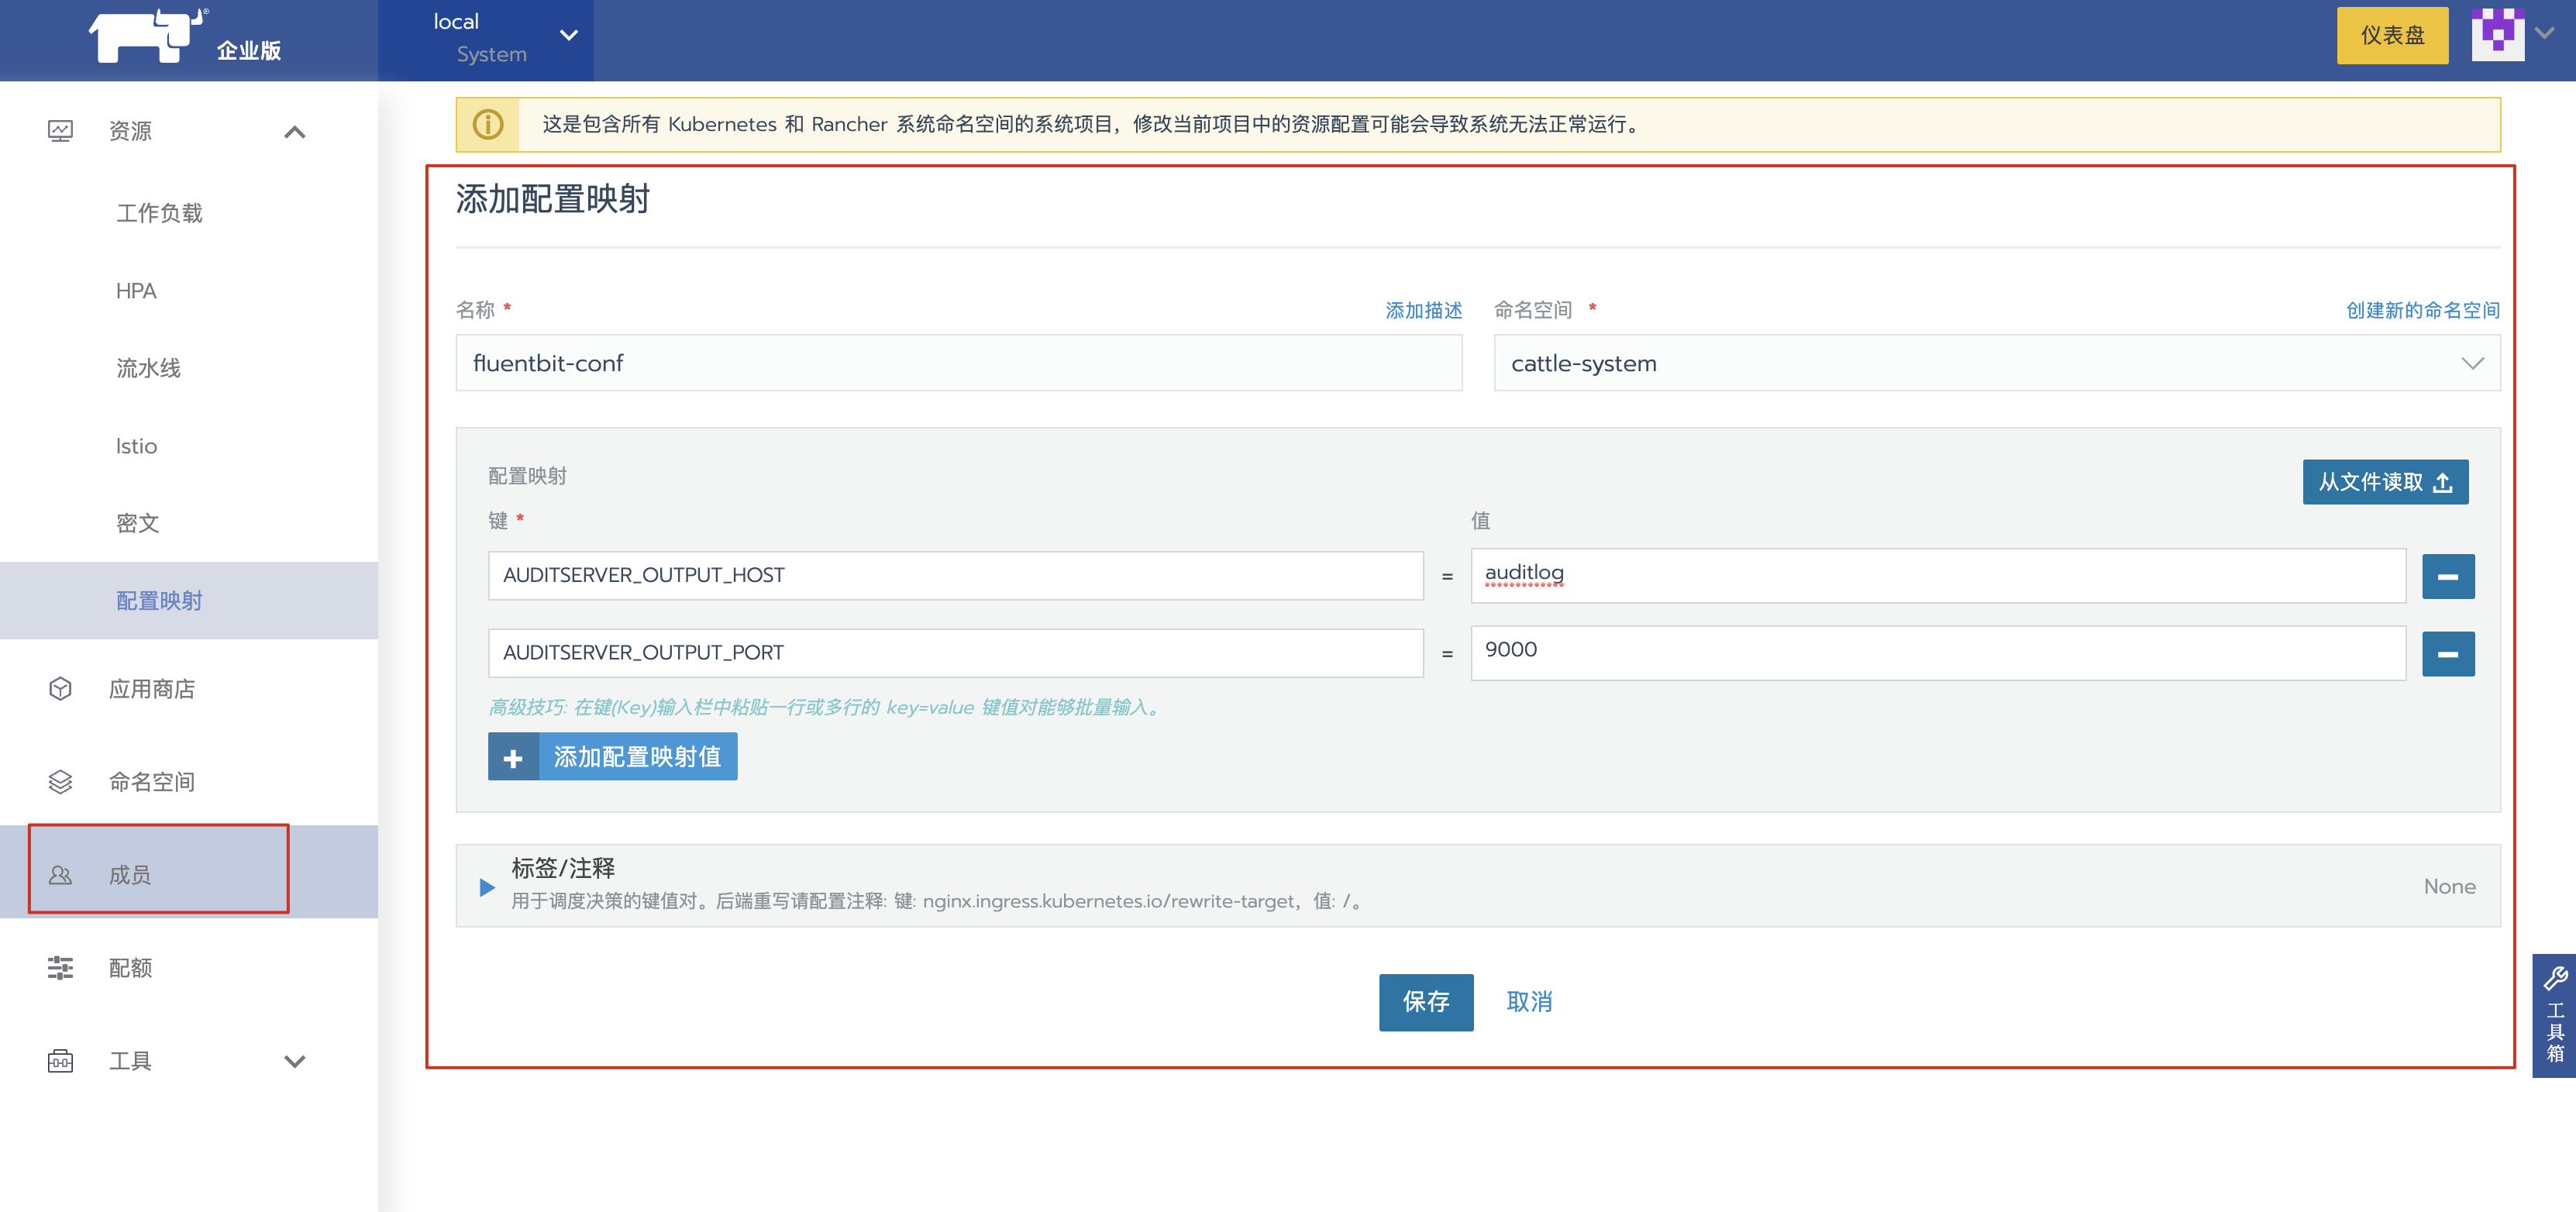 企业版
local
System
仪表盘
资源
工作负载
HPA
流水线
Istio
密文
配置映射
应用商店
命名空间
成员
配额
工具
这是包含所有 Kubernetes 和 Rancher 系统命名空间的系统项目，修改当前项目中的资源配置可能会导致系统无法正常运行。
添加配置映射
名称 *
添加描述
命名空间 *
创建新的命名空间
fluentbit-conf
cattle-system
配置映射
从文件读取
键 *
值
AUDITSERVER_OUTPUT_HOST = auditlog
AUDITSERVER_OUTPUT_PORT = 9000
高级技巧: 在键(Key)输入栏中粘贴一行或多行的 key=value 键值对能够批量输入。
添加配置映射值
标签/注释
用于调度决策的键值对。后端重写请配置注释: 键: nginx.ingress.kubernetes.io/rewrite-target，值: /。
None
保存
取消
工具箱